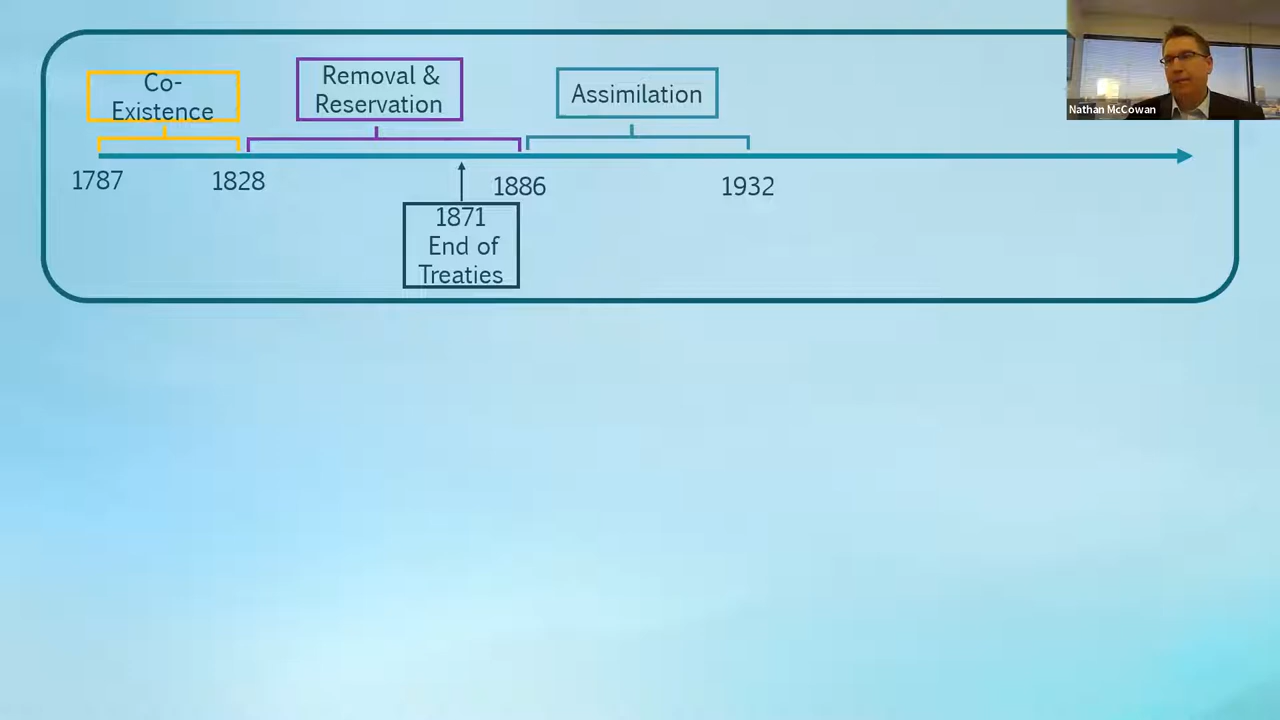 Co-
Existence
Removal &
Reservation
Assimilation
Nathan McCowan
1787
1828
1886
1932
1871
End of
Treaties